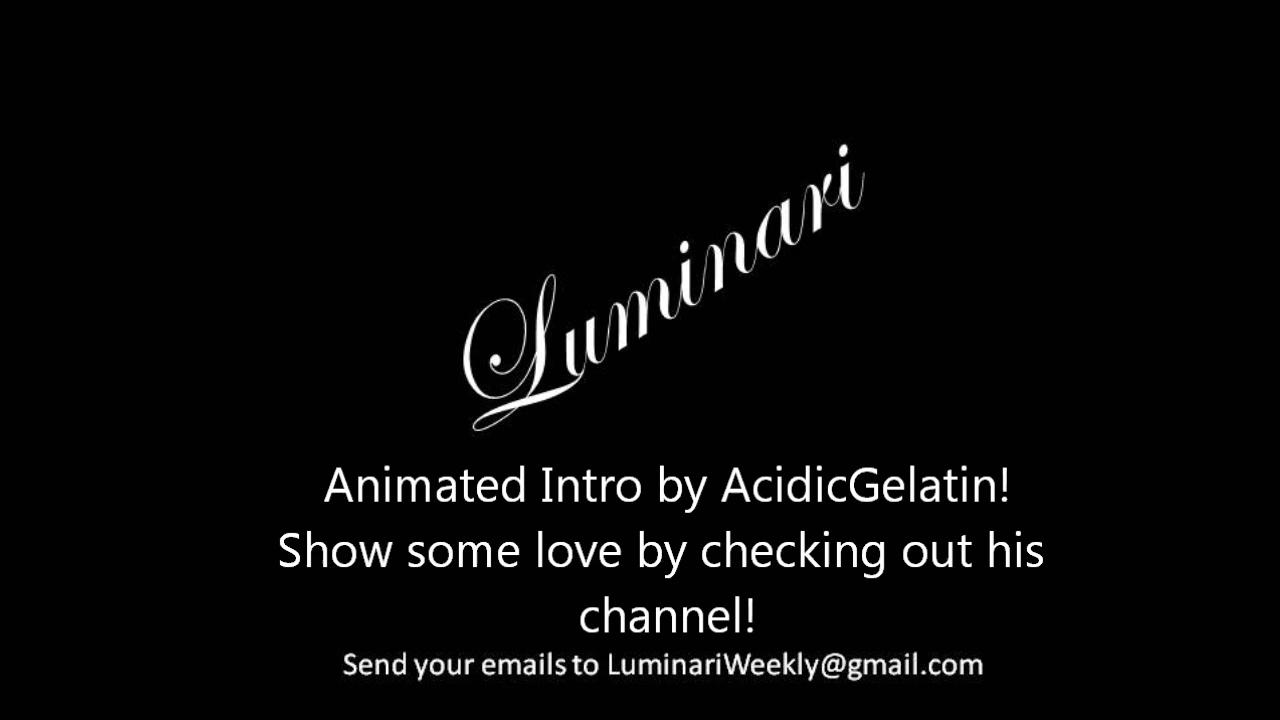 Luminari
Animated Intro by AcidicGelatin!
Show some love by checking out his
channel!
Send your emails to LuminariWeekly@gmail.com